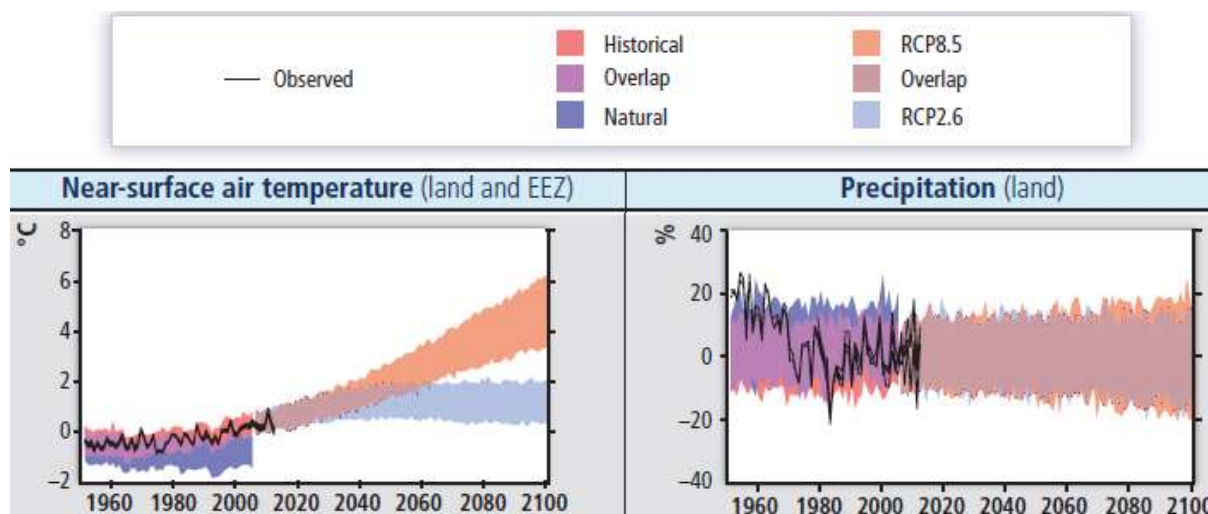 Historical RCP8.5
Observed Overlap Overlap
Natural RCP2.6
Near-surface air temperature (land and EEZ) Precipitation (land)
°C
8
6
4
2
0
−2
1960 1980 2000 2020 2040 2060 2080 2100
%
40
20
0
−20
−40
1960 1980 2000 2020 2040 2060 2080 2100